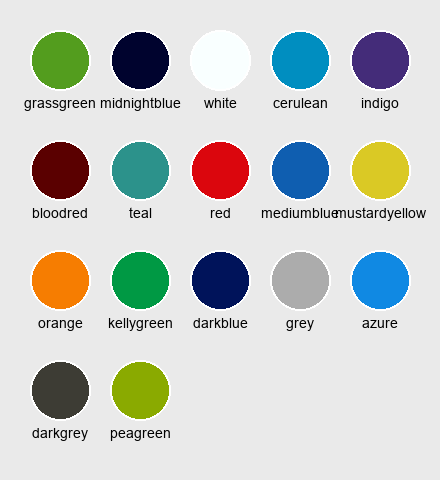 grassgreen midnightblue white cerulean indigo
bloodred teal red mediumblue mustardyellow
orange kellygreen darkblue grey azure
darkgrey peagreen